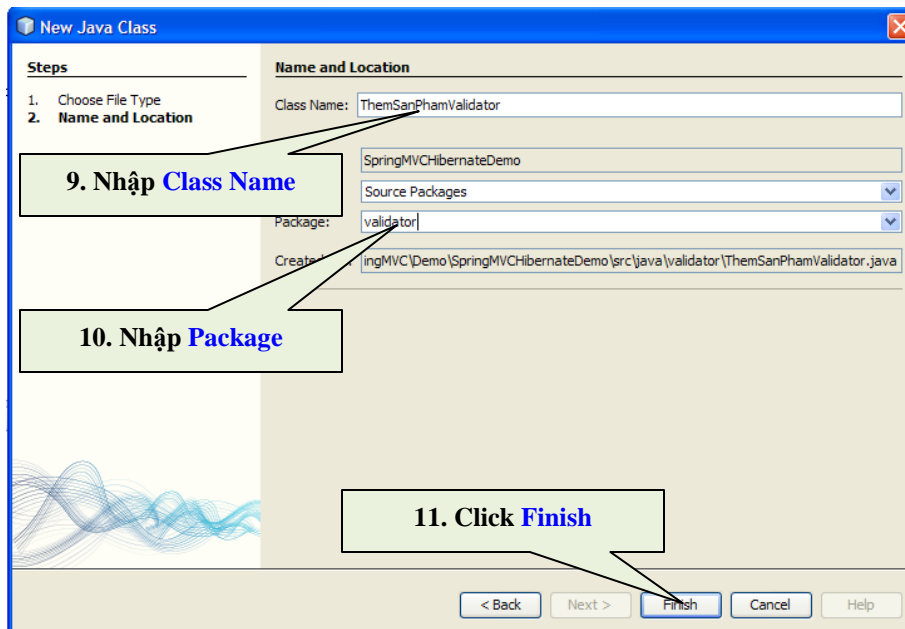 New Java Class
Steps
1. Choose File Type
2. Name and Location
Name and Location
Class Name: ThemSanPhamValidator
9. Nhập Class Name
SpringMVCHibernateDemo
Source Packages
Package: validator
Created ingMVC\Demo\SpringMVCHibernateDemo\src\java\validator\ThemSanPhamValidator.java
10. Nhập Package
11. Click Finish
< Back Next > Finish Cancel Help